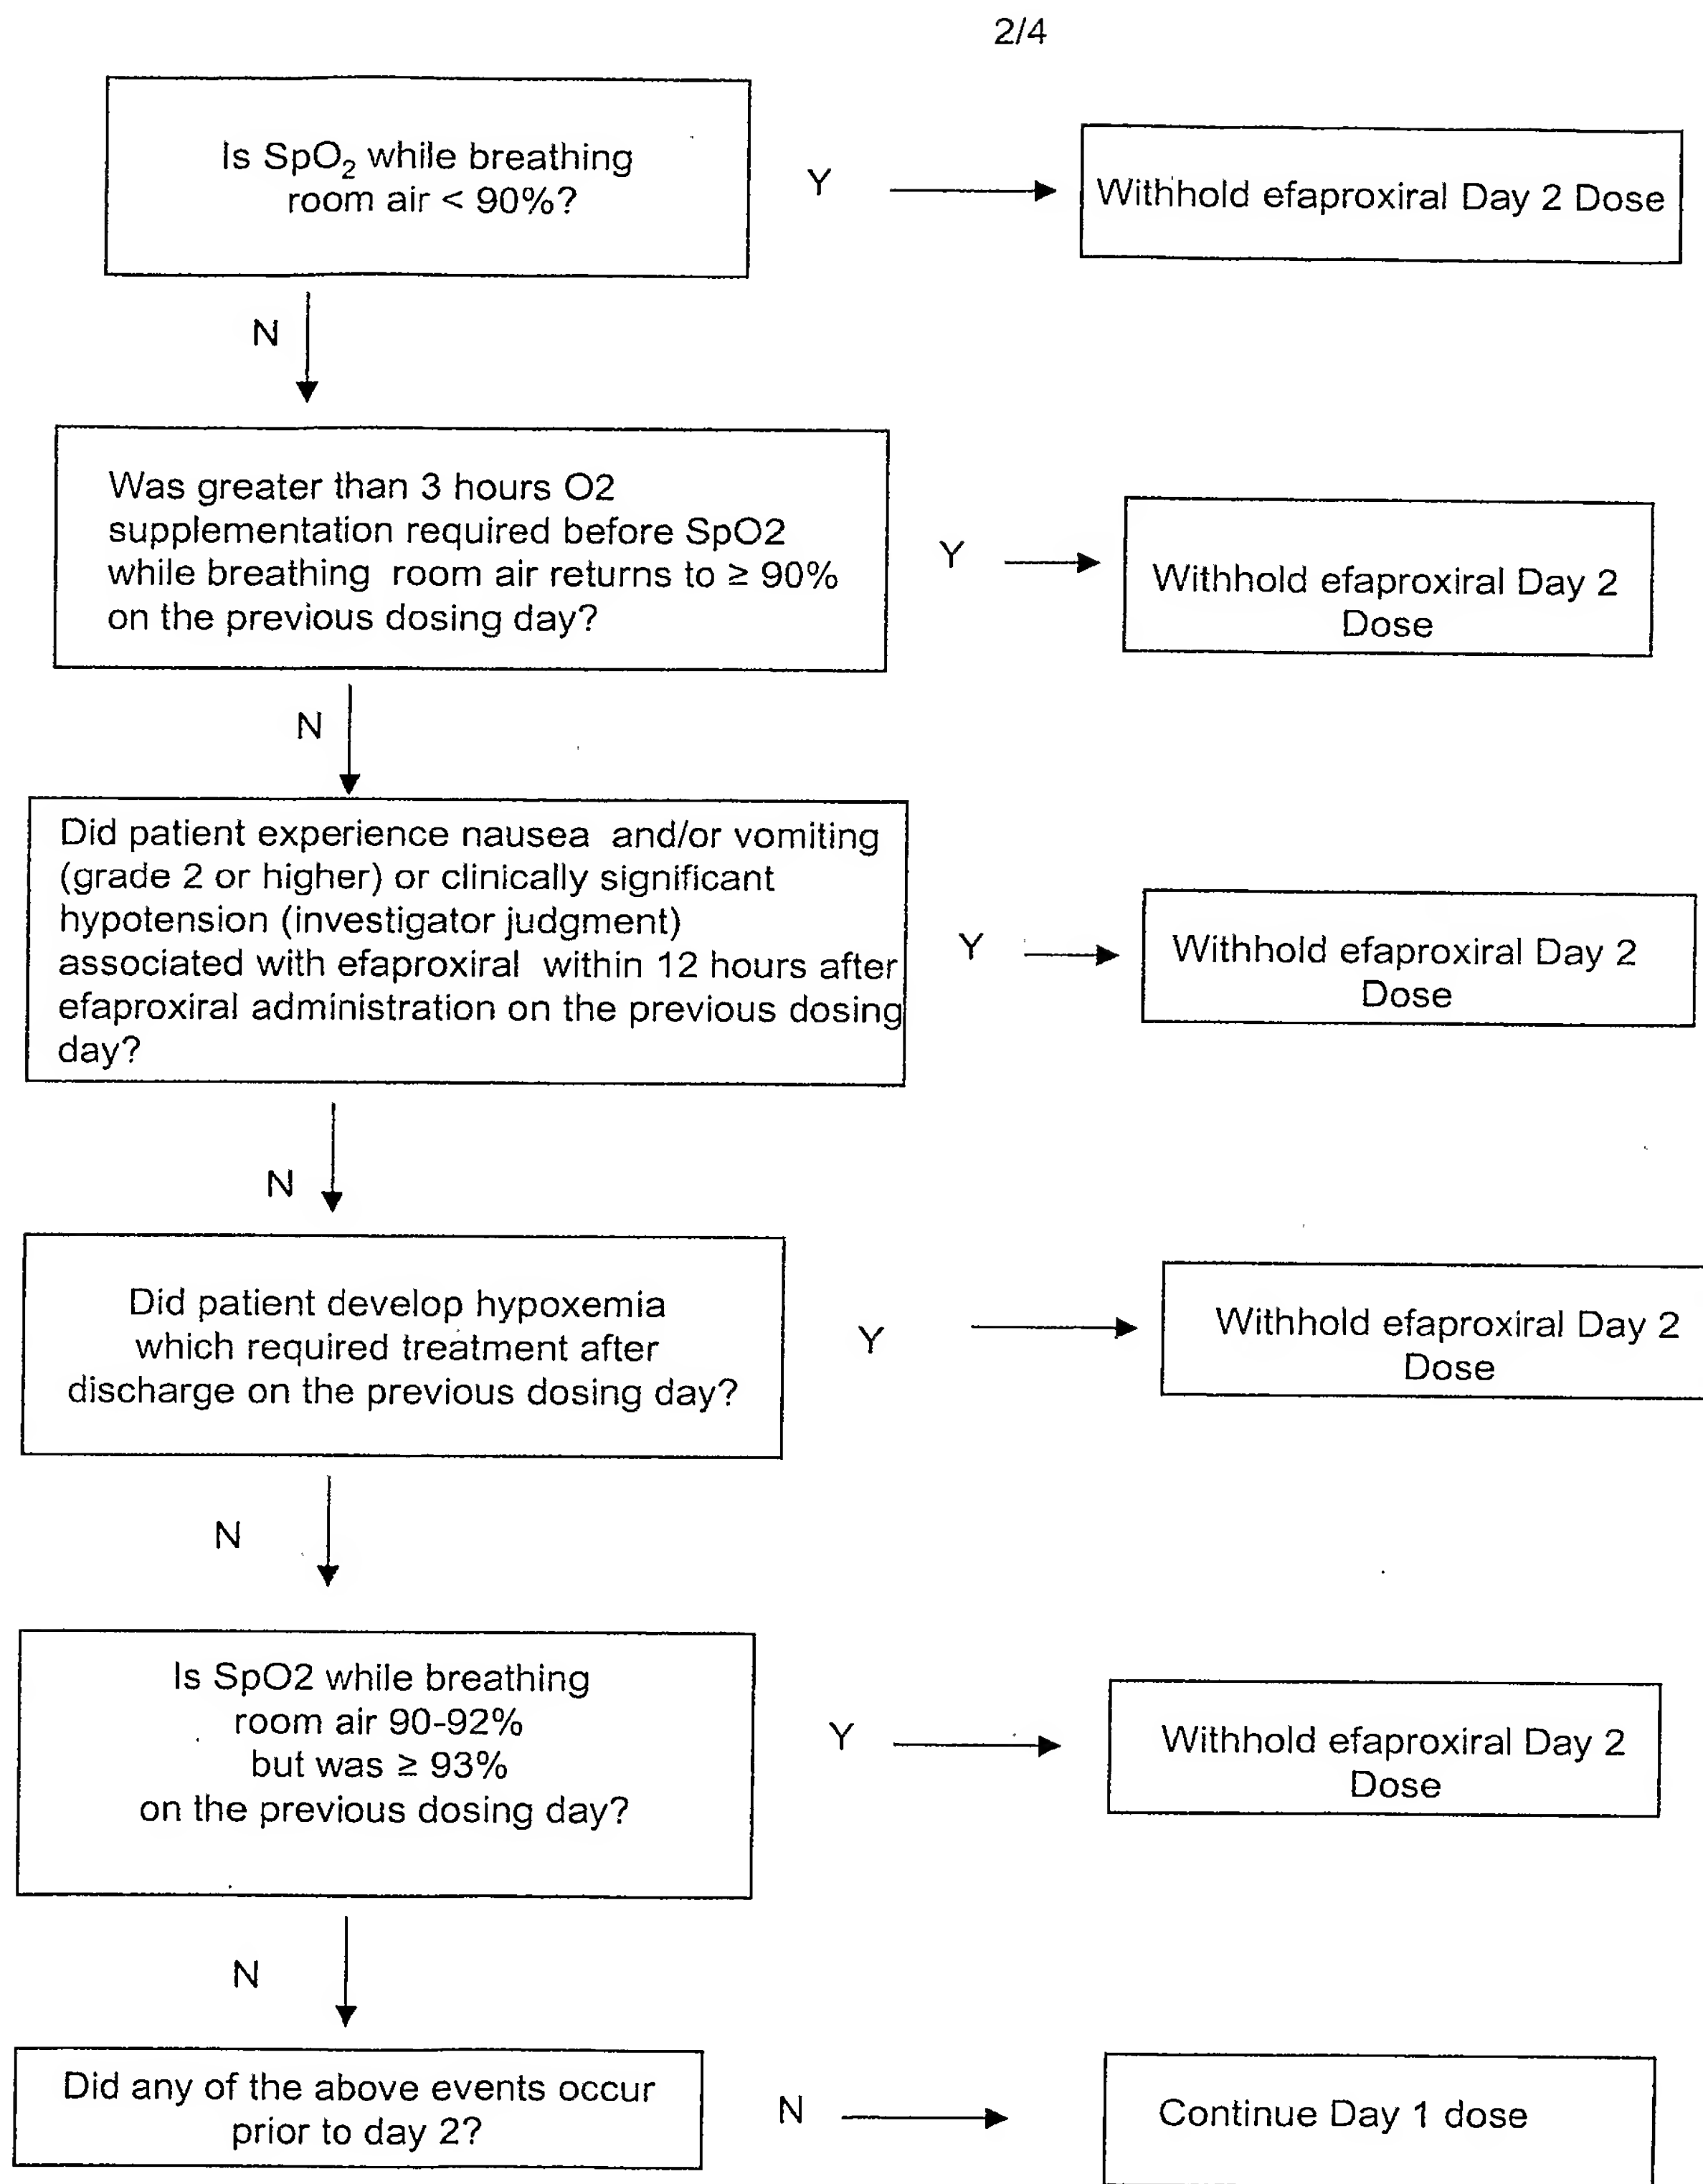 2/4
Is SpO₂ while breathing
room air < 90%?
Y
Withhold efaproxiral Day 2 Dose
N
Was greater than 3 hours O2
supplementation required before SpO2
while breathing room air returns to ≥ 90%
on the previous dosing day?
Y
Withhold efaproxiral Day 2
Dose
N
Did patient experience nausea and/or vomiting
(grade 2 or higher) or clinically significant
hypotension (investigator judgment)
associated with efaproxiral within 12 hours after
efaproxiral administration on the previous dosing
day?
Y
Withhold efaproxiral Day 2
Dose
N
Did patient develop hypoxemia
which required treatment after
discharge on the previous dosing day?
Y
Withhold efaproxiral Day 2
Dose
N
Is SpO2 while breathing
room air 90-92%
but was ≥ 93%
on the previous dosing day?
Y
Withhold efaproxiral Day 2
Dose
N
Did any of the above events occur
prior to day 2?
N
Continue Day 1 dose